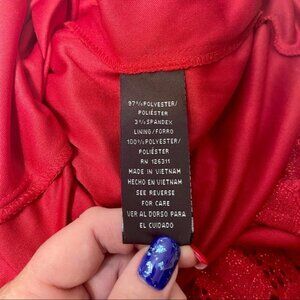 97%POLYESTER/
POLIÉSTER
3%SPANDEX
LINING/FORRO
100%POLYESTER/
POLIÉSTER
RN 126311
MADE IN VIETNAM
HECHO EN VIETNAM
SEE REVERSE
FOR CARE
VER AL DORSO PARA
EL CUIDADO